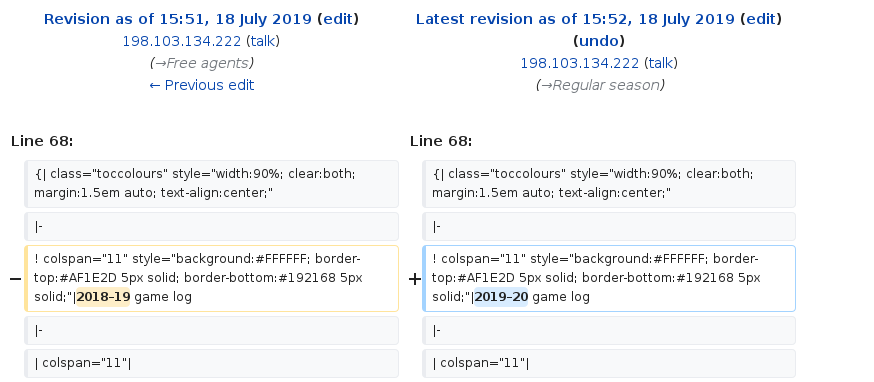 Revision as of 15:51, 18 July 2019 (edit)
198.103.134.222 (talk)
(→Free agents)
← Previous edit
Latest revision as of 15:52, 18 July 2019 (edit)
(undo)
198.103.134.222 (talk)
(→Regular season)
Line 68:
Line 68:
{| class="toccolours" style="width:90%; clear:both;
margin:1.5em auto; text-align:center;"
{| class="toccolours" style="width:90%; clear:both;
margin:1.5em auto; text-align:center;"
|-
|-
−
! colspan="11" style="background:#FFFFFF; border-
top:#AF1E2D 5px solid; border-bottom:#192168 5px
solid;"|2018–19 game log
+
! colspan="11" style="background:#FFFFFF; border-
top:#AF1E2D 5px solid; border-bottom:#192168 5px
solid;"|2019–20 game log
|-
|-
| colspan="11"|
| colspan="11"|